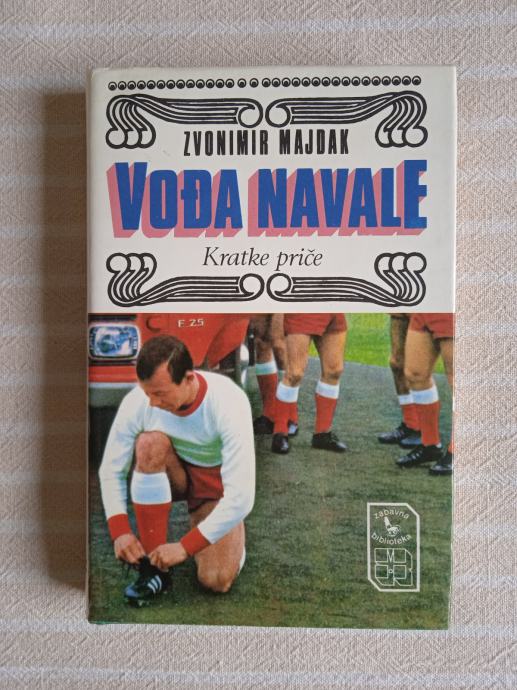 ZVONIMIR MAJDAK
VOĐA NAVALE
Kratke priče
F 25
zabavna
biblioteka